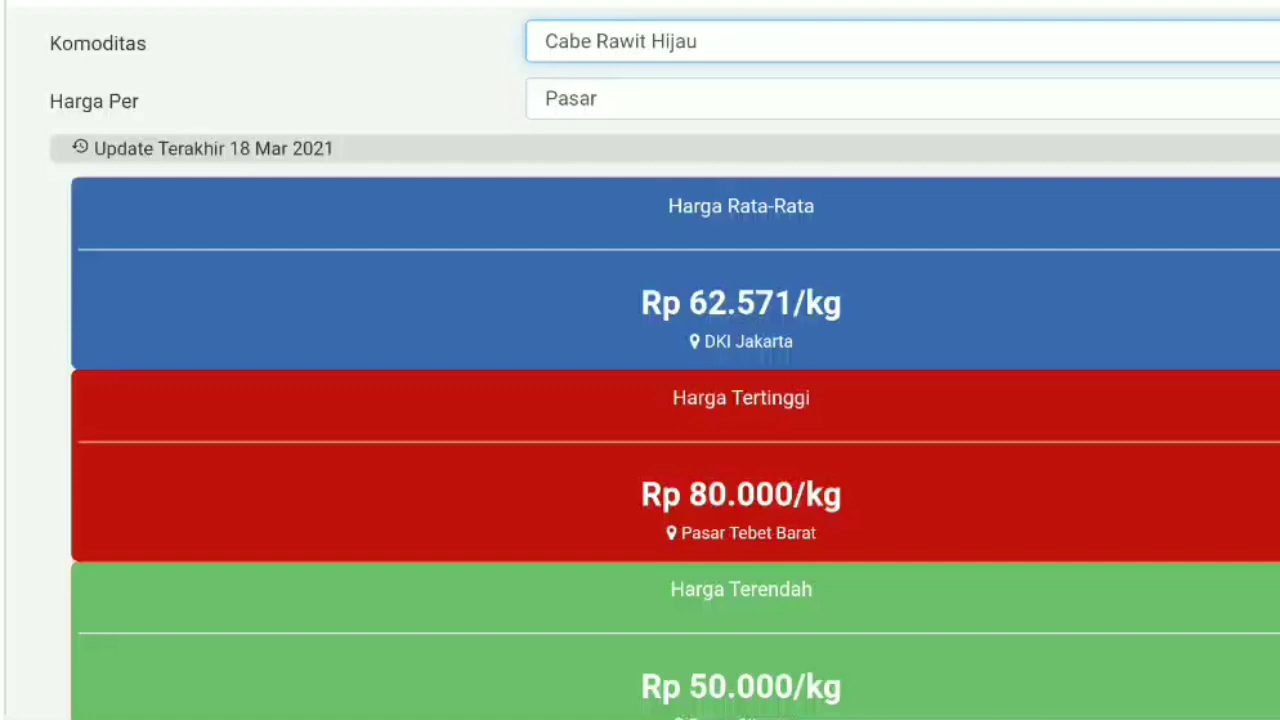 Komoditas
Cabe Rawit Hijau
Harga Per
Pasar
Update Terakhir 18 Mar 2021
Harga Rata-Rata
Rp 62.571/kg
DKI Jakarta
Harga Tertinggi
Rp 80.000/kg
Pasar Tebet Barat
Harga Terendah
Rp 50.000/kg